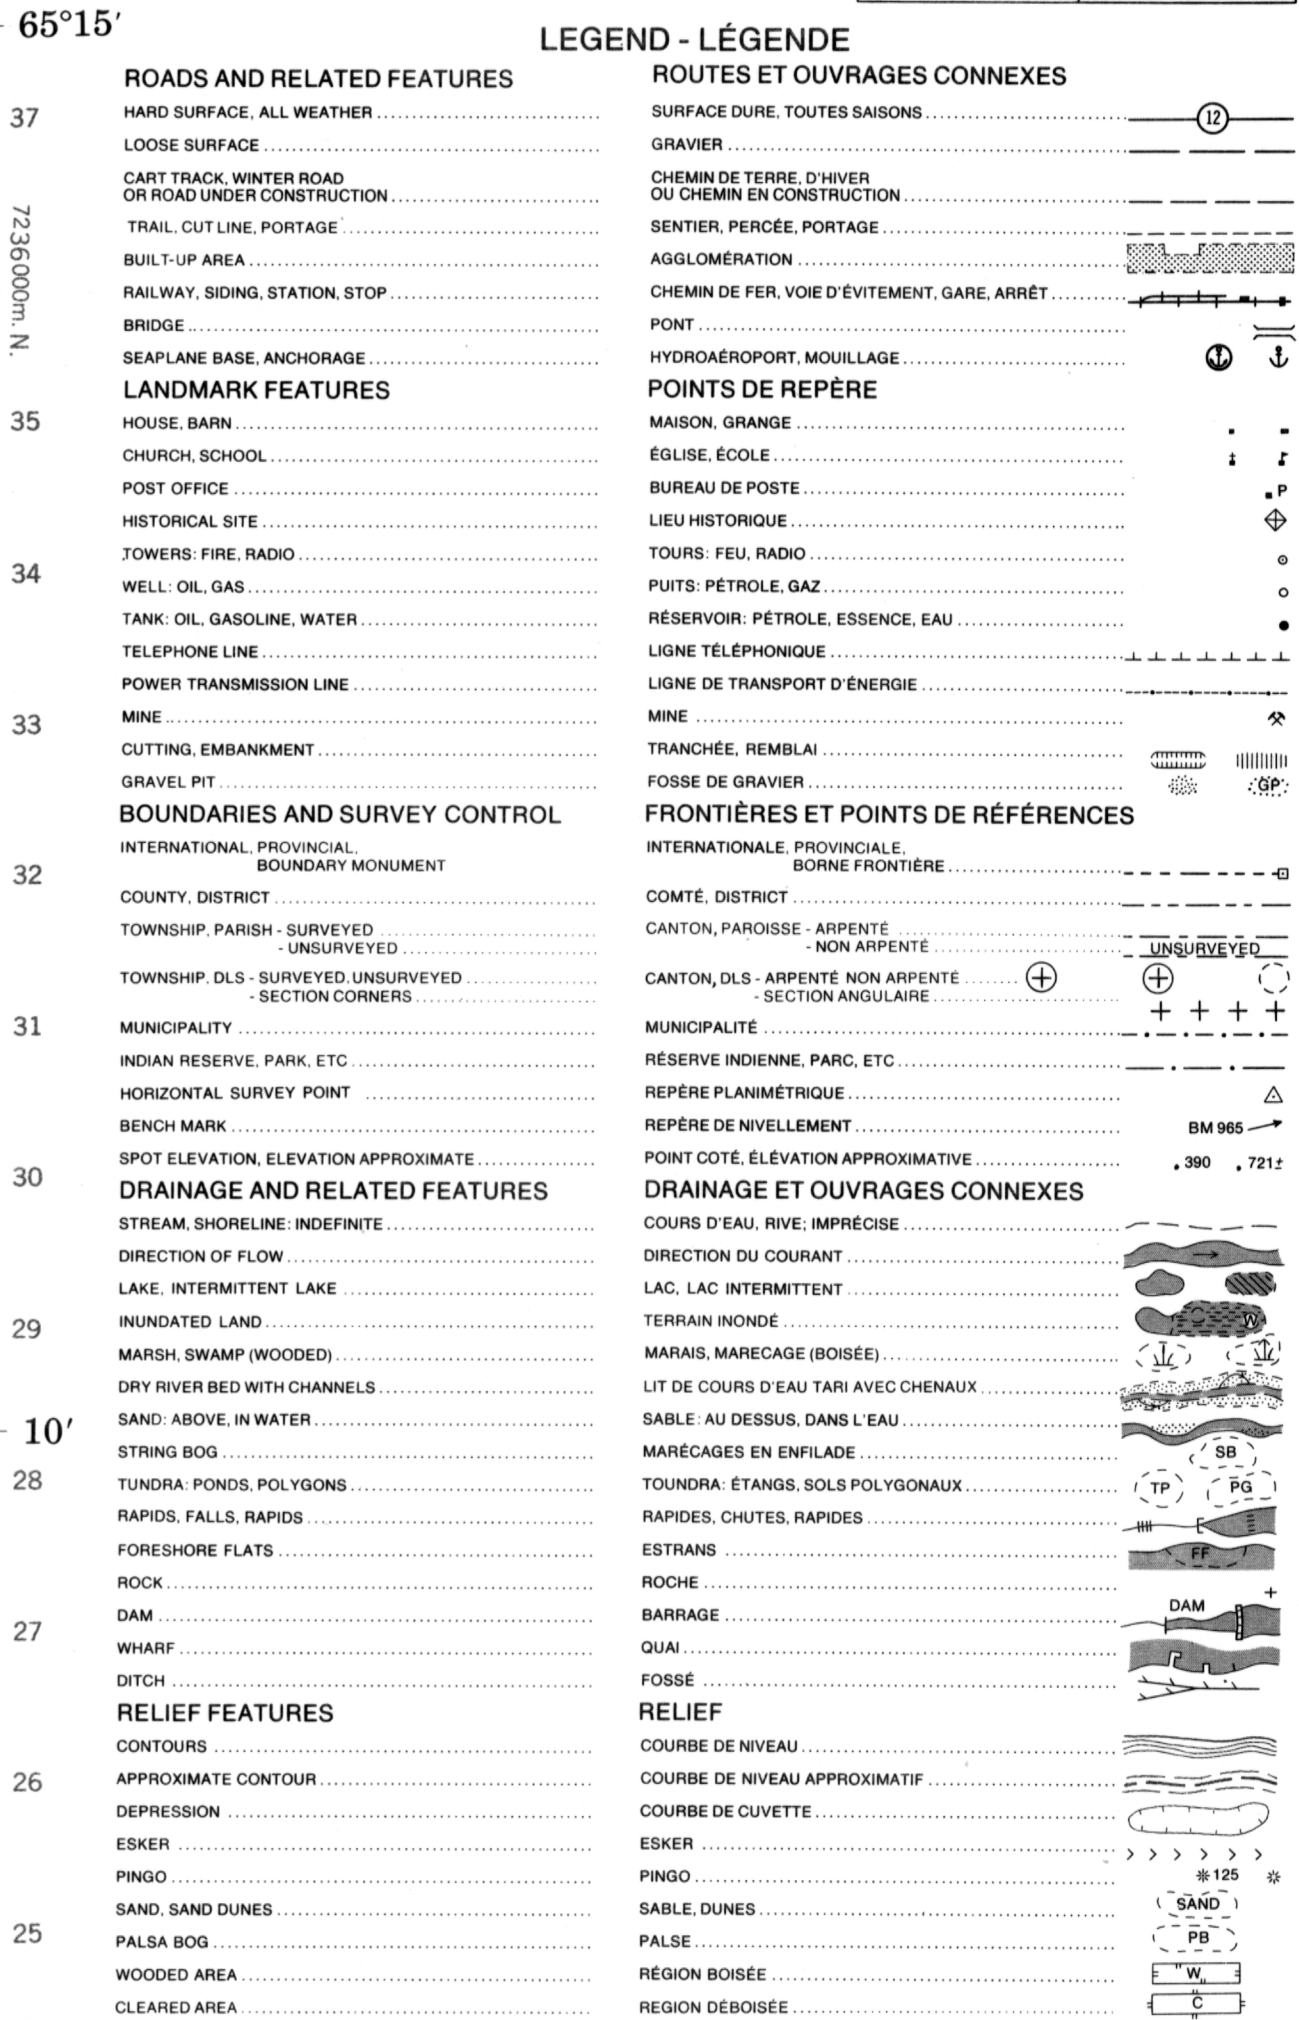 65°15′
LEGEND - LÉGENDE
ROADS AND RELATED FEATURES
ROUTES ET OUVRAGES CONNEXES
37
HARD SURFACE, ALL WEATHER
SURFACE DURE, TOUTES SAISONS
12
LOOSE SURFACE
GRAVIER
CART TRACK, WINTER ROAD
OR ROAD UNDER CONSTRUCTION
CHEMIN DE TERRE, D'HIVER
OU CHEMIN EN CONSTRUCTION
7236000m. N.
TRAIL, CUT LINE, PORTAGE
SENTIER, PERCÉE, PORTAGE
BUILT-UP AREA
AGGLOMÉRATION
RAILWAY, SIDING, STATION, STOP
CHEMIN DE FER, VOIE D'ÉVITEMENT, GARE, ARRÊT
BRIDGE
PONT
SEAPLANE BASE, ANCHORAGE
HYDROAÉROPORT, MOUILLAGE
LANDMARK FEATURES
POINTS DE REPÈRE
35
HOUSE, BARN
MAISON, GRANGE
CHURCH, SCHOOL
ÉGLISE, ÉCOLE
POST OFFICE
BUREAU DE POSTE
P
HISTORICAL SITE
LIEU HISTORIQUE
34
TOWERS: FIRE, RADIO
TOURS: FEU, RADIO
WELL: OIL, GAS
PUITS: PÉTROLE, GAZ
TANK: OIL, GASOLINE, WATER
RÉSERVOIR: PÉTROLE, ESSENCE, EAU
TELEPHONE LINE
LIGNE TÉLÉPHONIQUE
POWER TRANSMISSION LINE
LIGNE DE TRANSPORT D'ÉNERGIE
33
MINE
MINE
CUTTING, EMBANKMENT
TRANCHÉE, REMBLAI
GRAVEL PIT
FOSSE DE GRAVIER
GP
BOUNDARIES AND SURVEY CONTROL
FRONTIÈRES ET POINTS DE RÉFÉRENCES
32
INTERNATIONAL, PROVINCIAL,
BOUNDARY MONUMENT
INTERNATIONALE, PROVINCIALE,
BORNE FRONTIÈRE
COUNTY, DISTRICT
COMTÉ, DISTRICT
TOWNSHIP, PARISH - SURVEYED
- UNSURVEYED
CANTON, PAROISSE - ARPENTÉ
- NON ARPENTÉ
UNSURVEYED
TOWNSHIP, DLS - SURVEYED, UNSURVEYED
- SECTION CORNERS
CANTON, DLS - ARPENTÉ NON ARPENTÉ
- SECTION ANGULAIRE
31
MUNICIPALITY
MUNICIPALITÉ
INDIAN RESERVE, PARK, ETC
RÉSERVE INDIENNE, PARC, ETC
HORIZONTAL SURVEY POINT
REPÈRE PLANIMÉTRIQUE
BENCH MARK
REPÈRE DE NIVELLEMENT
BM 965
30
SPOT ELEVATION, ELEVATION APPROXIMATE
POINT COTÉ, ÉLÉVATION APPROXIMATIVE
.390 .721±
DRAINAGE AND RELATED FEATURES
DRAINAGE ET OUVRAGES CONNEXES
STREAM, SHORELINE: INDEFINITE
COURS D'EAU, RIVE; IMPRÉCISE
DIRECTION OF FLOW
DIRECTION DU COURANT
LAKE, INTERMITTENT LAKE
LAC, LAC INTERMITTENT
29
INUNDATED LAND
TERRAIN INONDÉ
W
MARSH, SWAMP (WOODED)
MARAIS, MARECAGE (BOISÉE)
DRY RIVER BED WITH CHANNELS
LIT DE COURS D'EAU TARI AVEC CHENAUX
10′
SAND: ABOVE, IN WATER
SABLE: AU DESSUS, DANS L'EAU
STRING BOG
MARÉCAGES EN ENFILADE
SB
28
TUNDRA: PONDS, POLYGONS
TOUNDRA: ÉTANGS, SOLS POLYGONAUX
TP PG
RAPIDS, FALLS, RAPIDS
RAPIDES, CHUTES, RAPIDES
FORESHORE FLATS
ESTRANS
FF
ROCK
ROCHE
27
DAM
BARRAGE
DAM
WHARF
QUAI
DITCH
FOSSÉ
RELIEF FEATURES
RELIEF
CONTOURS
COURBE DE NIVEAU
26
APPROXIMATE CONTOUR
COURBE DE NIVEAU APPROXIMATIF
DEPRESSION
COURBE DE CUVETTE
ESKER
ESKER
PINGO
PINGO
125
SAND, SAND DUNES
SABLE, DUNES
SAND
25
PALSA BOG
PALSE
PB
WOODED AREA
RÉGION BOISÉE
W
CLEARED AREA
REGION DÉBOISÉE
C